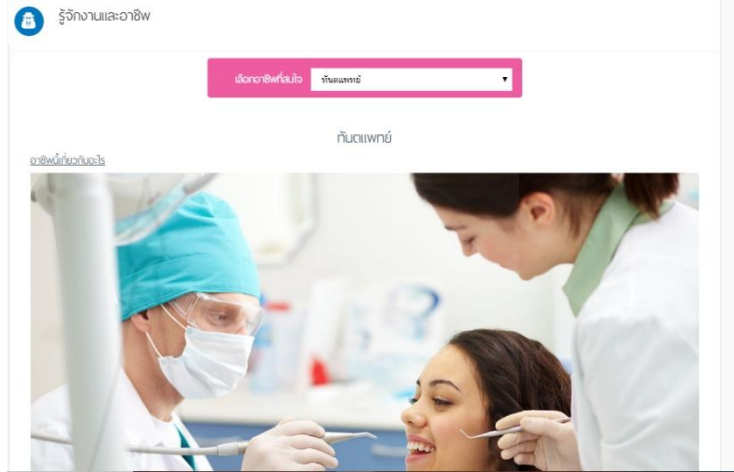 รู้จักงานและอาชีพ
เลือกอาชีพที่สนใจ ทันตแพทย์
ทันตแพทย์
อาชีพนี้เกี่ยวกับอะไร